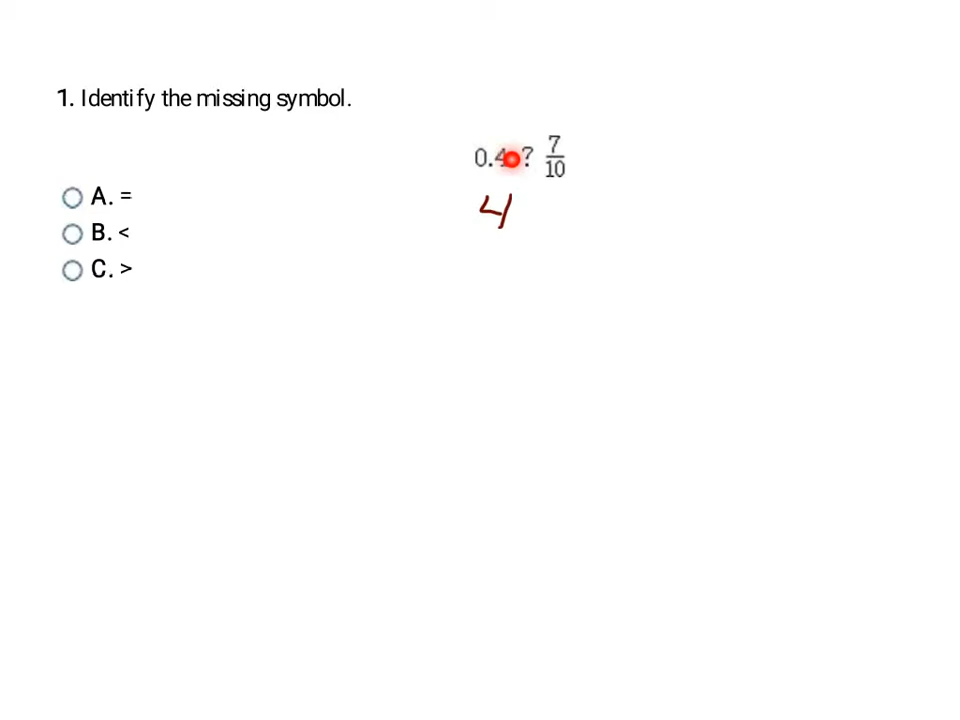 1. Identify the missing symbol.
0.4 ? 7/10
4
A. =
B. <
C. >